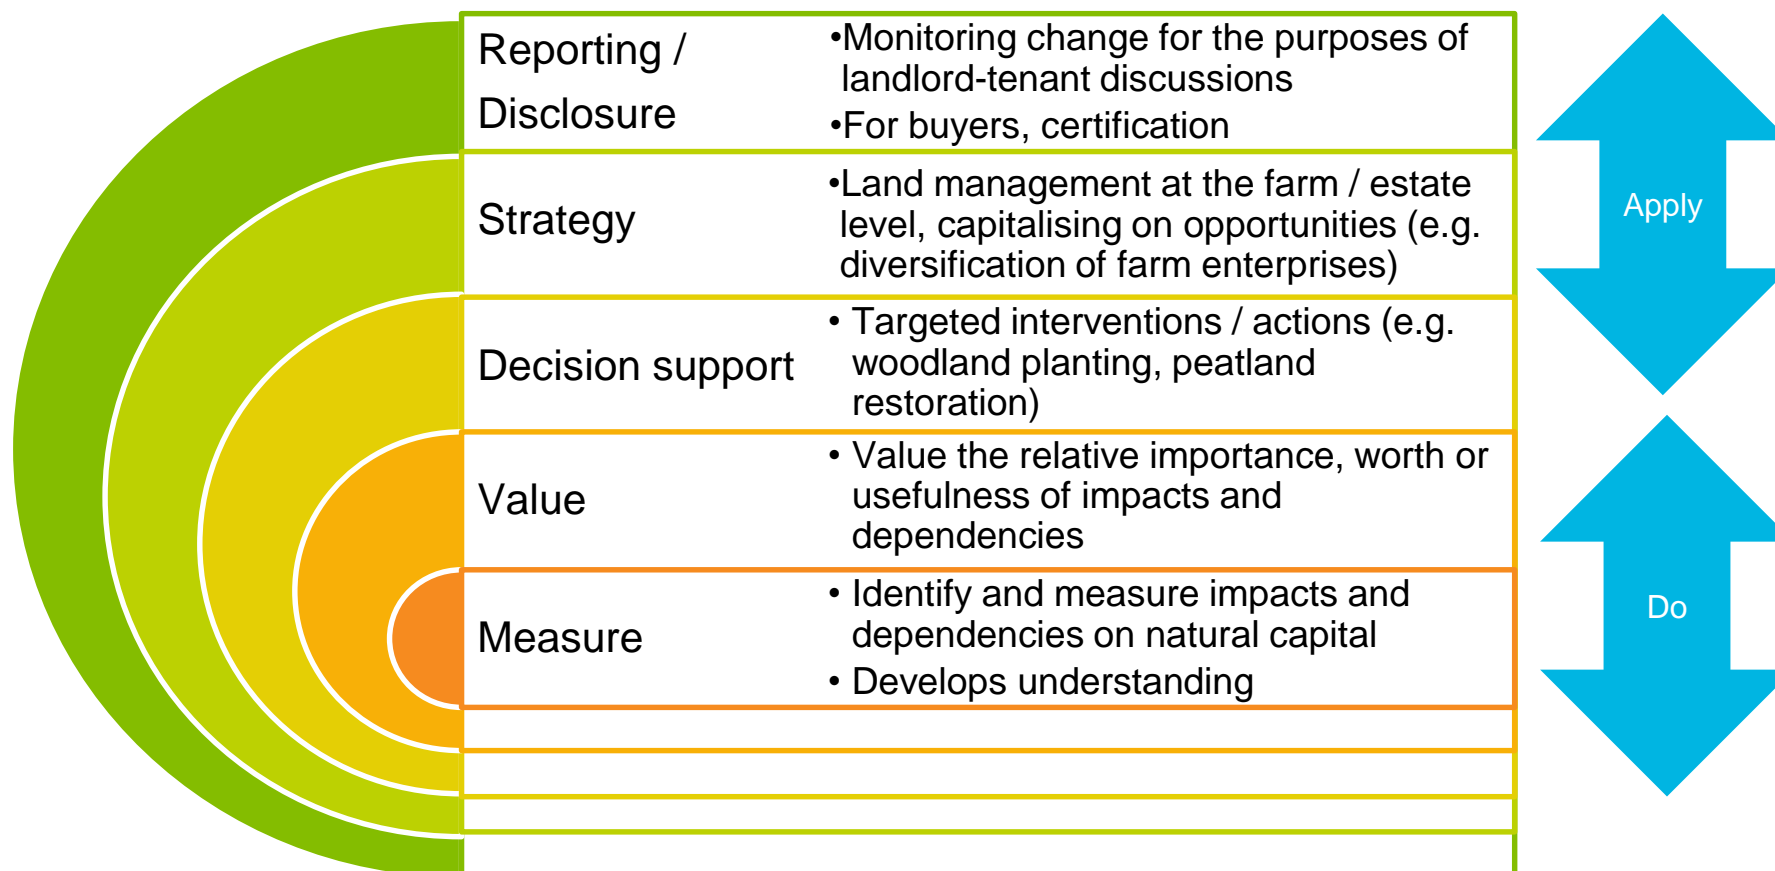 Reporting /
Disclosure
•Monitoring change for the purposes of
landlord-tenant discussions
•For buyers, certification
Strategy
•Land management at the farm / estate
level, capitalising on opportunities (e.g.
diversification of farm enterprises)
Decision support
• Targeted interventions / actions (e.g.
woodland planting, peatland
restoration)
Value
• Value the relative importance, worth or
usefulness of impacts and
dependencies
Measure
• Identify and measure impacts and
dependencies on natural capital
• Develops understanding
Apply
Do